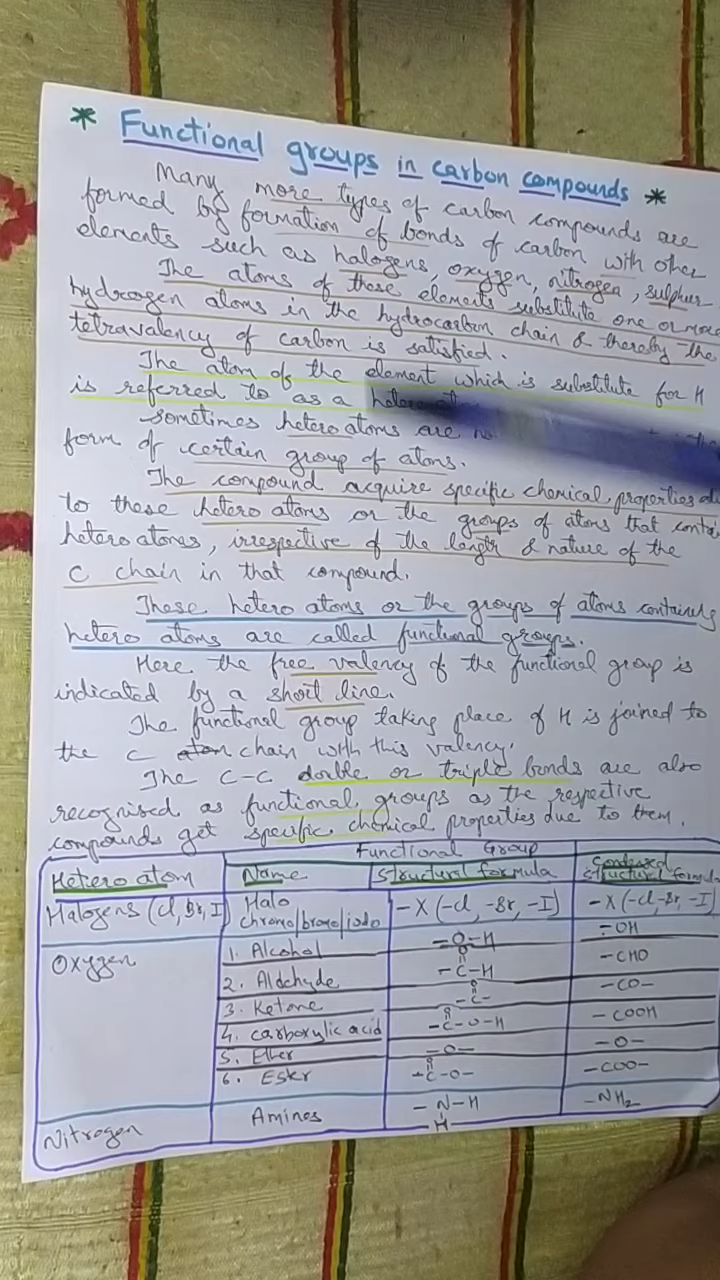 * Functional groups in carbon compounds *
Many more types of carbon compounds are
formed by formation of bonds of carbon with other
elements such as halogens, oxygen, nitrogen, sulphur
The atoms of these elements substitute one or more
hydrogen atoms in the hydrocarbon chain & thereby the
tetravalency of carbon is satisfied.
The atom of the element which is substitute for H
is referred to as a
Sometimes hetero atoms are
form of certain group of atoms.
The compound acquire specific chemical properties
to these hetero atoms or the groups of atoms that
hetero atoms, irrespective of the length & nature of the
C chain in that compound.
These hetero atoms or the groups of atoms
hetero atoms are called functional groups.
Here the free valency of the functional group is
indicated by a short line.
The functional group taking place of H is joined to
the C chain with this valency.
The C-C double or triple bonds are also
recognised as functional groups as the respective
compounds get specific chemical properties due to them.
Functional Group
Hetero atom Name structural formula structural formula
Halogens (Cl, Br, I) Halo chromo/bromo/iodo -X (-Cl, -Br, -I) -X (-Cl, -Br, -I)
Oxygen 1. Alcohol -O-H -OH
2. Aldehyde O || -C-H -CHO
3. Ketone O || -C- -CO-
4. carboxylic acid O || -C-O-H -COOH
5. Ether -O- -O-
6. Ester O || -C-O- -COO-
Nitrogen Amines -N-H | H -NH₂